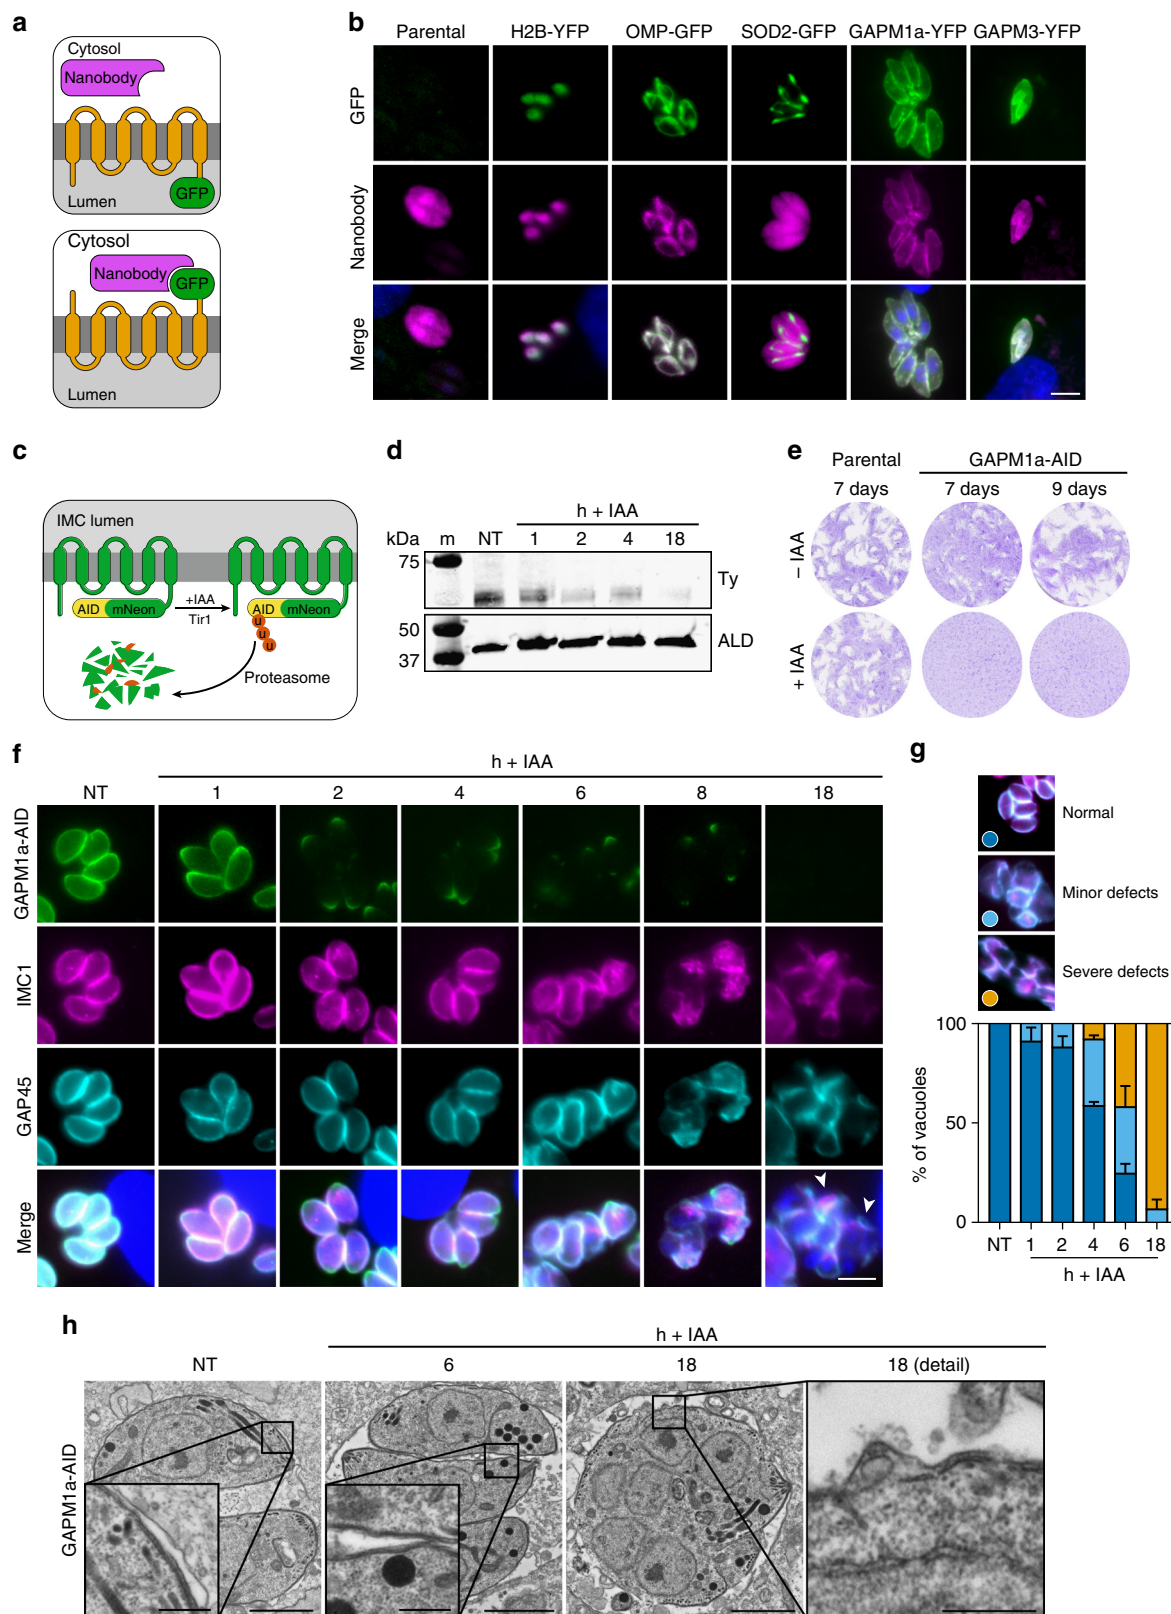 a
Cytosol
Nanobody
GFP
Lumen
Cytosol
Nanobody
GFP
Lumen
b
Parental H2B-YFP OMP-GFP SOD2-GFP GAPM1a-YFP GAPM3-YFP
GFP
Nanobody
Merge
c
IMC lumen
AID mNeon
+IAA
Tir1
AID mNeon
u
u
u
Proteasome
d
h + IAA
kDa m NT 1 2 4 18
75
Ty
50
37
ALD
e
Parental GAPM1a-AID
7 days 7 days 9 days
– IAA
+ IAA
f
h + IAA
NT 1 2 4 6 8 18
GAPM1a-AID
IMC1
GAP45
Merge
g
Normal
Minor defects
Severe defects
% of vacuoles
100
50
0
NT 1 2 4 6 18
h + IAA
h
h + IAA
NT 6 18 18 (detail)
GAPM1a-AID